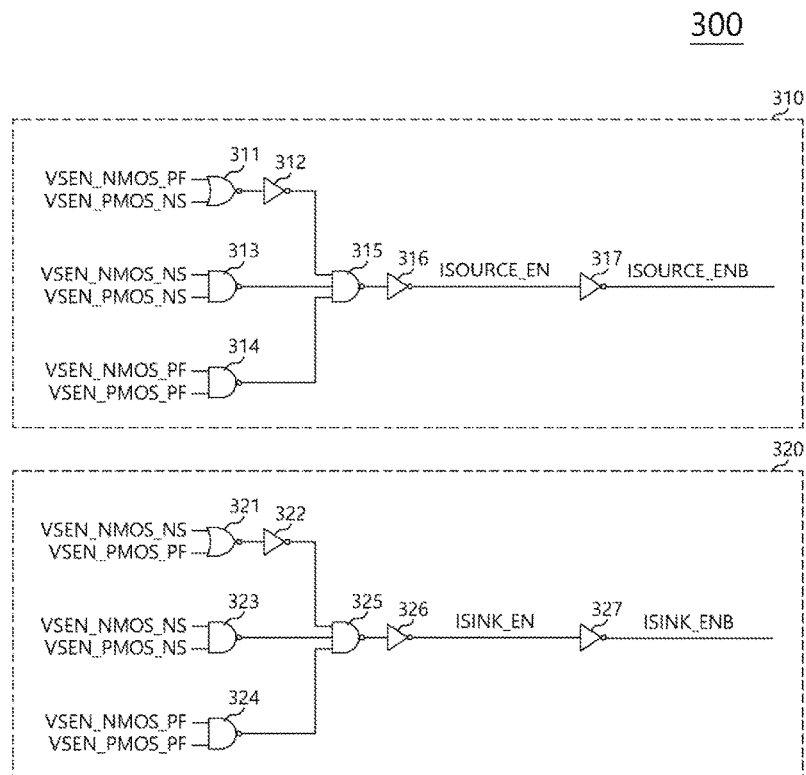 300
310
311
312
VSEN_NMOS_PF
VSEN_PMOS_NS
313
315
316
ISOURCE_EN
317
ISOURCE_ENB
VSEN_NMOS_NS
VSEN_PMOS_NS
314
VSEN_NMOS_PF
VSEN_PMOS_PF
320
321
322
VSEN_NMOS_NS
VSEN_PMOS_PF
323
325
326
ISINK_EN
327
ISINK_ENB
VSEN_NMOS_NS
VSEN_PMOS_NS
324
VSEN_NMOS_PF
VSEN_PMOS_PF